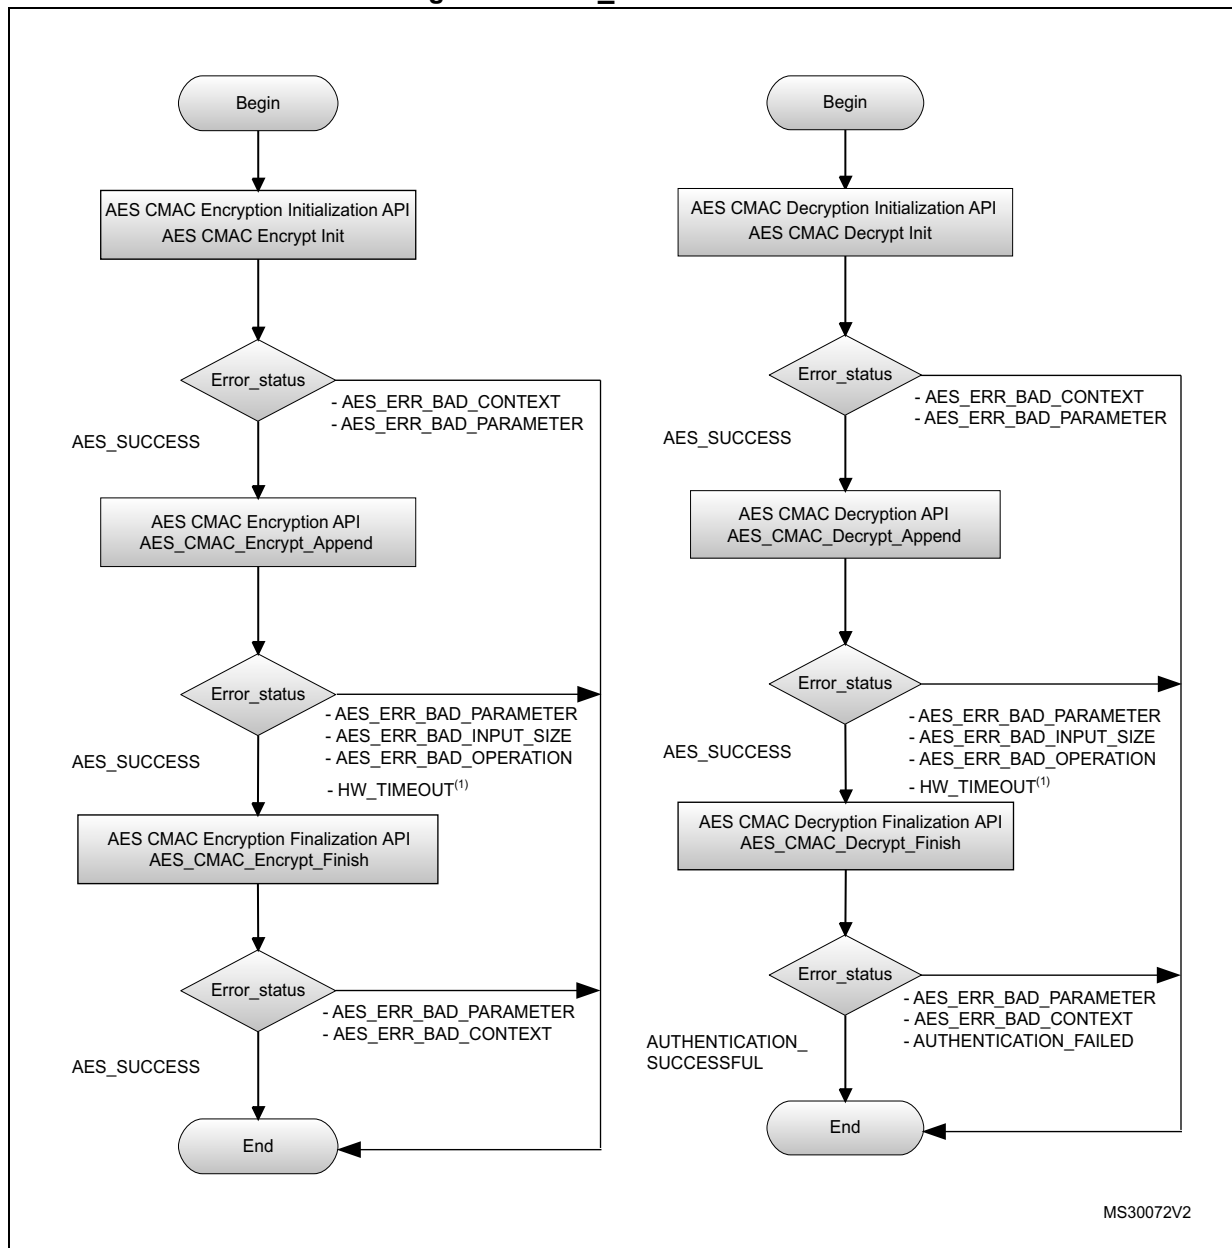 Begin
AES CMAC Encryption Initialization API
AES CMAC Encrypt Init
Error_status
- AES_ERR_BAD_CONTEXT
- AES_ERR_BAD_PARAMETER
AES_SUCCESS
AES CMAC Encryption API
AES_CMAC_Encrypt_Append
Error_status
- AES_ERR_BAD_PARAMETER
- AES_ERR_BAD_INPUT_SIZE
- AES_ERR_BAD_OPERATION
AES_SUCCESS
- HW_TIMEOUT(1)
AES CMAC Encryption Finalization API
AES_CMAC_Encrypt_Finish
Error_status
- AES_ERR_BAD_PARAMETER
- AES_ERR_BAD_CONTEXT
AES_SUCCESS
End
Begin
AES CMAC Decryption Initialization API
AES CMAC Decrypt Init
Error_status
- AES_ERR_BAD_CONTEXT
- AES_ERR_BAD_PARAMETER
AES_SUCCESS
AES CMAC Decryption API
AES_CMAC_Decrypt_Append
Error_status
- AES_ERR_BAD_PARAMETER
- AES_ERR_BAD_INPUT_SIZE
- AES_ERR_BAD_OPERATION
AES_SUCCESS
- HW_TIMEOUT(1)
AES CMAC Decryption Finalization API
AES_CMAC_Decrypt_Finish
Error_status
- AES_ERR_BAD_PARAMETER
- AES_ERR_BAD_CONTEXT
- AUTHENTICATION_FAILED
AUTHENTICATION_
SUCCESSFUL
End
MS30072V2